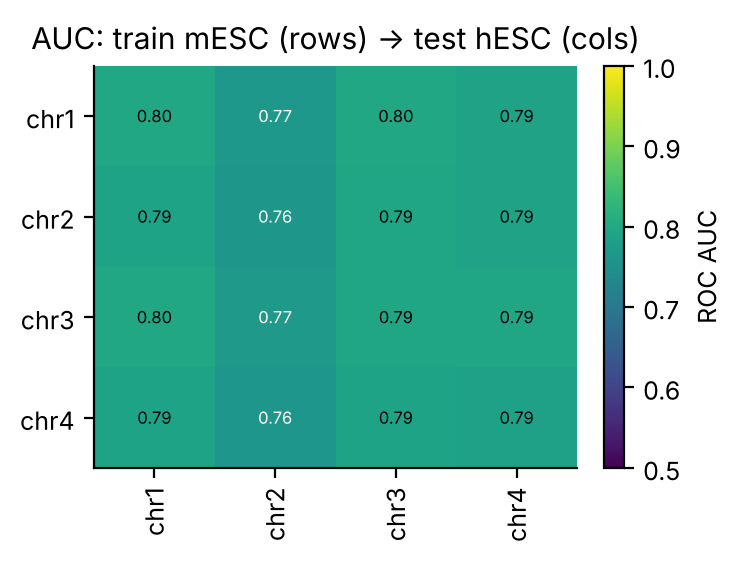 AUC: train mESC (rows) → test hESC (cols)
chr1 0.80 0.77 0.80 0.79
chr2 0.79 0.76 0.79 0.79
chr3 0.80 0.77 0.79 0.79
chr4 0.79 0.76 0.79 0.79
chr1 chr2 chr3 chr4
1.0
0.9
0.8
0.7
0.6
0.5
ROC AUC